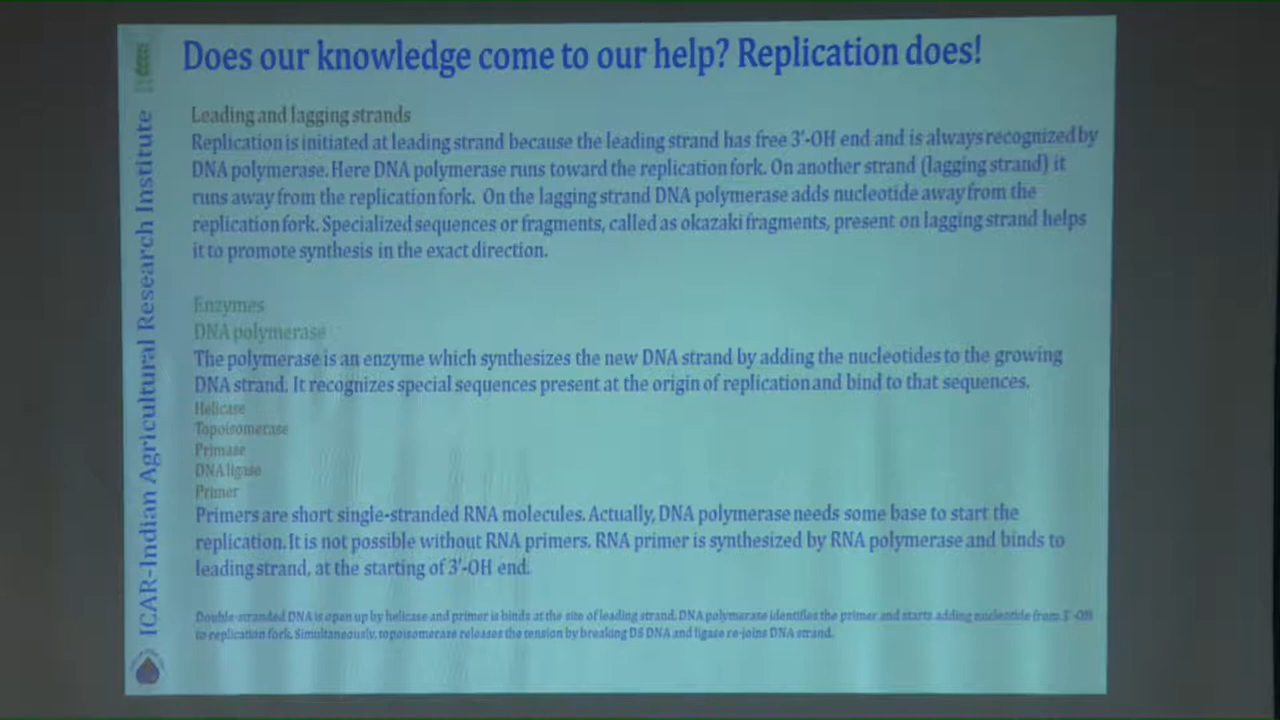 Does our knowledge come to our help? Replication does!
Leading and lagging strands
Replication is initiated at leading strand because the leading strand has free 3'-OH end and is always recognized by
DNA polymerase. Here DNA polymerase runs toward the replication fork. On another strand (lagging strand) it
runs away from the replication fork. On the lagging strand DNA polymerase adds nucleotide away from the
replication fork. Specialized sequences or fragments, called as okazaki fragments, present on lagging strand helps
it to promote synthesis in the exact direction.
Enzymes
DNA polymerase
The polymerase is an enzyme which synthesizes the new DNA strand by adding the nucleotides to the growing
DNA strand. It recognizes special sequences present at the origin of replication and bind to that sequences.
Helicase
Topoisomerase
Primase
DNA ligase
Primer
Primers are short single-stranded RNA molecules. Actually, DNA polymerase needs some base to start the
replication. It is not possible without RNA primers. RNA primer is synthesized by RNA polymerase and binds to
leading strand, at the starting of 3'-OH end.
Double-stranded DNA is open up by helicase and primer is binds at the site of leading strand. DNA polymerase identifies the primer and starts adding nucleotide from 3'-OH
to replication fork. Simultaneously, topoisomerase releases the tension by breaking DS DNA and ligase re-joins DNA strand.
ICAR-Indian Agricultural Research Institute